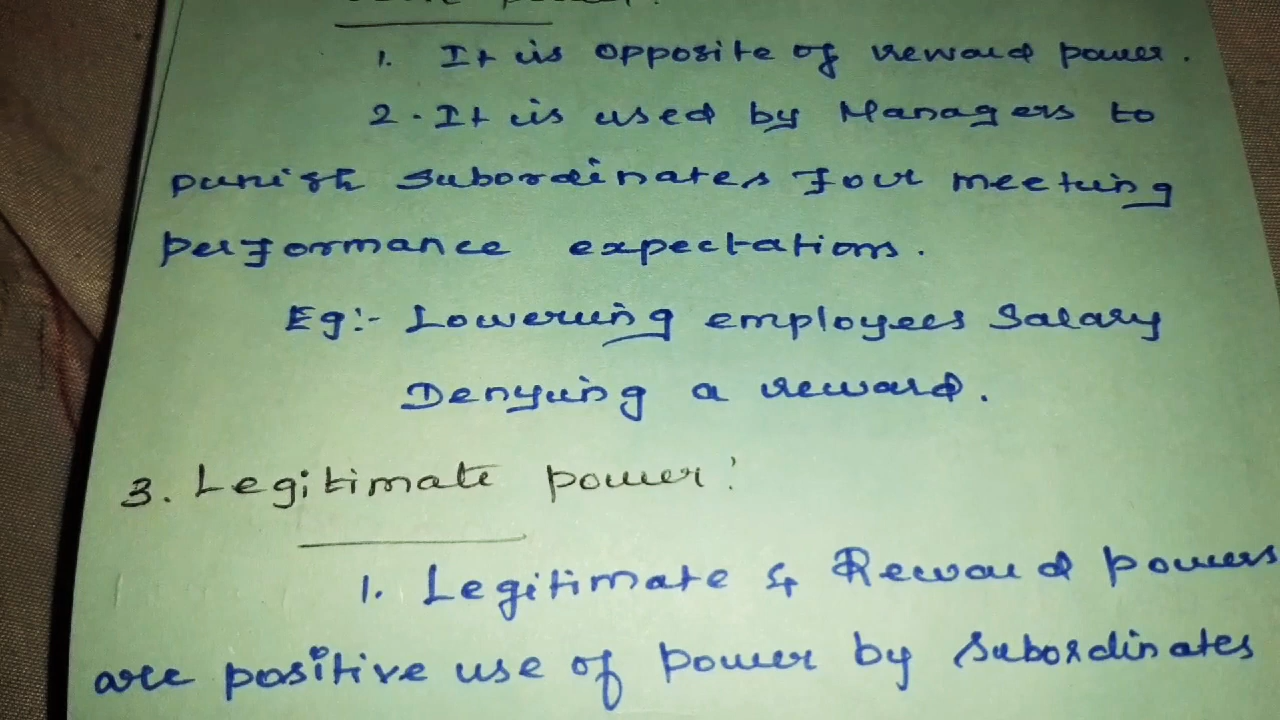 power:
1. It is opposite of reward power.
2. It is used by Managers to
punish subordinates for meeting
performance expectations.
Eg:- Lowering employees salary
Denying a reward.
3. Legitimate power:
1. Legitimate & Reward powers
are positive use of power by subordinates